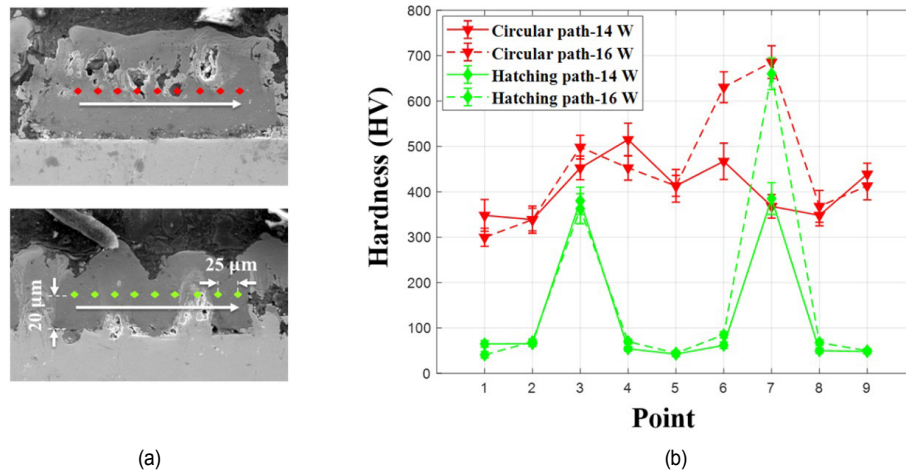 25 µm
20 µm
Hardness (HV)
800
700
600
500
400
300
200
100
0
Circular path-14 W
Circular path-16 W
Hatching path-14 W
Hatching path-16 W
1 2 3 4 5 6 7 8 9
Point
(a) (b)